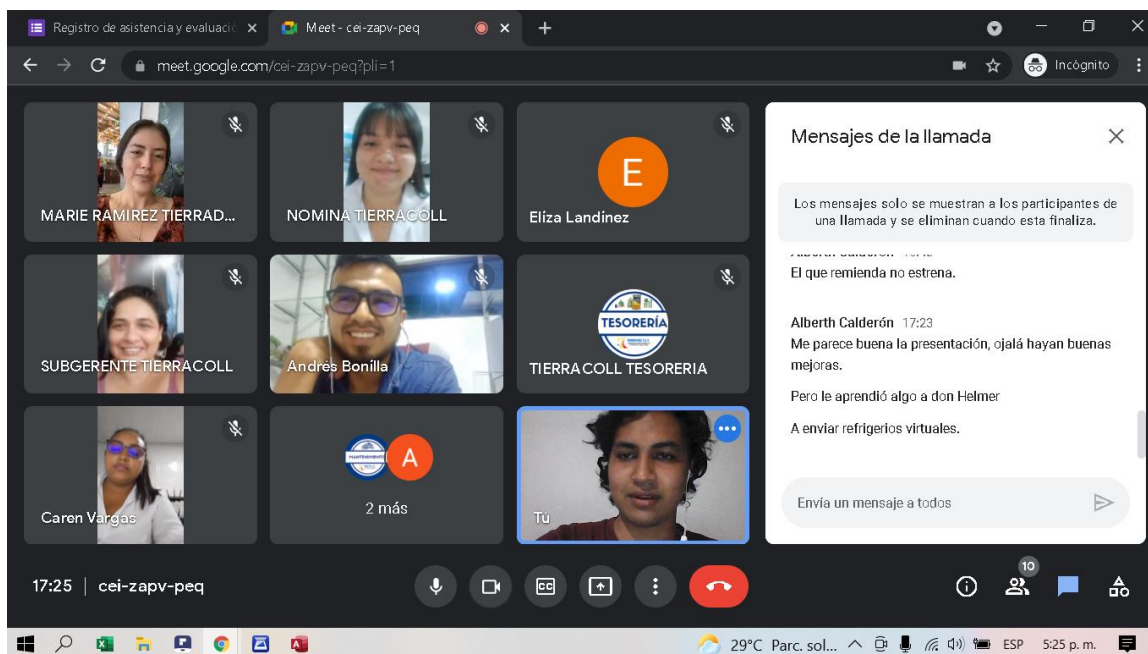 Registro de asistencia y evaluació
Meet - cei-zapv-peq
meet.google.com/cei-zapv-peq?pli=1
Incógnito
MARIE RAMIREZ TIERRAD...
NOMINA TIERRACOLL
E
Elíza Landínez
SUBGERENTE TIERRACOLL
Andrés Bonilla
TESORERÍA
TIERRACOLL TESORERIA
Caren Vargas
MANTENIMIENTO
A
2 más
Tú
Mensajes de la llamada
Los mensajes solo se muestran a los participantes de
una llamada y se eliminan cuando esta finaliza.
El que remienda no estrena.
Alberth Calderón 17:23
Me parece buena la presentación, ojalá hayan buenas
mejoras.
Pero le aprendió algo a don Helmer
A enviar refrigerios virtuales.
Envía un mensaje a todos
17:25 | cei-zapv-peq
CC
10
29°C Parc. sol...
ESP
5:25 p. m.